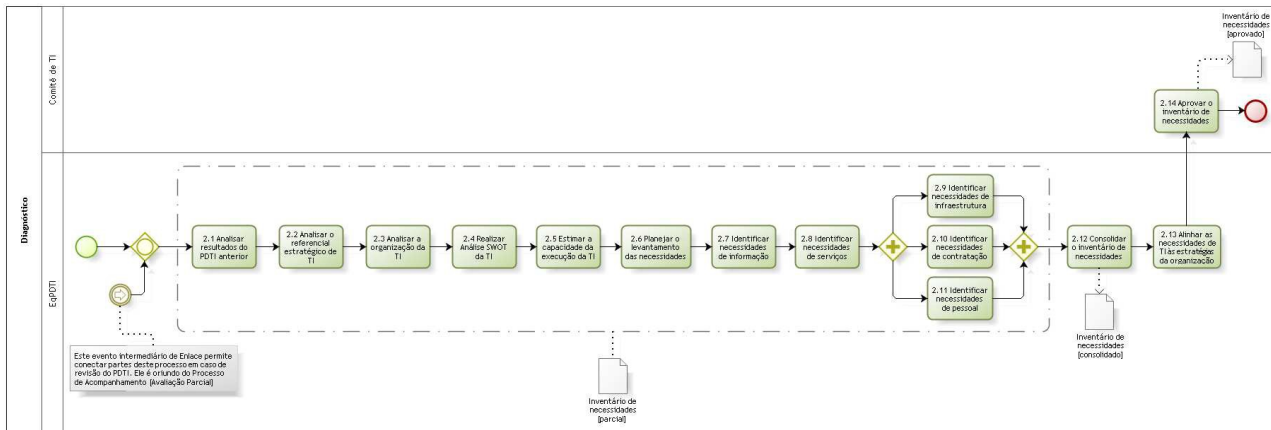 Diagnóstico
Comitê de TI
Inventário de
necessidades
[aprovado]
2.14 Aprovar o
inventário de
necessidades
EqPDTI
2.1 Analisar
resultados do
PDTI anterior
2.2 Analisar o
referencial
estratégico de
TI
2.3 Analisar a
organização da
TI
2.4 Realizar
Análise SWOT
da TI
2.5 Estimar a
capacidade da
execução da TI
2.6 Planejar o
levantamento
das necessidades
2.7 Identificar
necessidades
de informação
2.8 Identificar
necessidades
de serviços
2.9 Identificar
necessidades de
infraestrutura
2.10 Identificar
necessidades
de contratação
2.11 Identificar
necessidades
de pessoal
2.12 Consolidar
o inventário de
necessidades
2.13 Alinhar as
necessidades de
TI às estratégias
da organização
Este evento intermediário de Enlace permite
conectar partes deste processo em caso de
revisão do PDTI. Ele é oriundo do Processo
de Acompanhamento [Avaliação Parcial]
Inventário de
necessidades
[parcial]
Inventário de
necessidades
[consolidado]